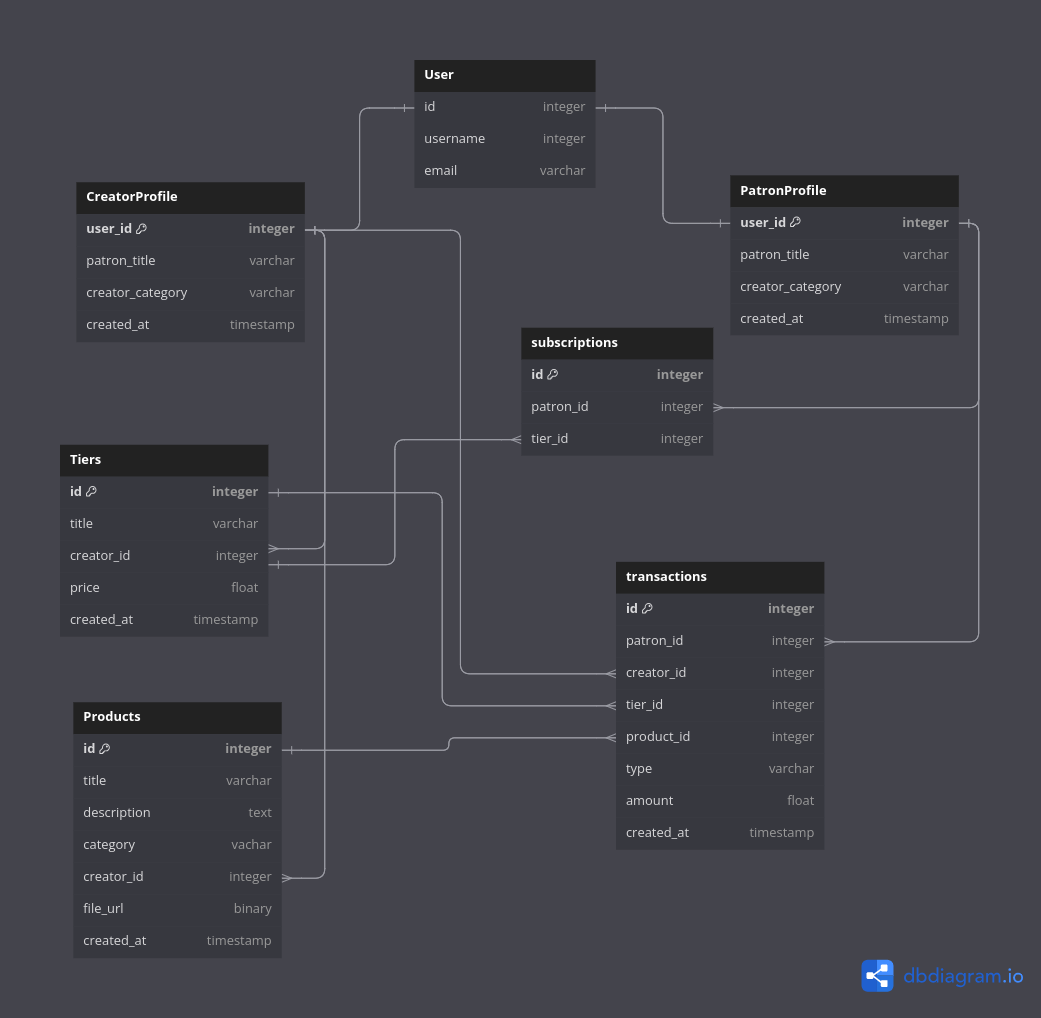 User
id integer
username integer
email varchar
CreatorProfile
user_id integer
patron_title varchar
creator_category varchar
created_at timestamp
PatronProfile
user_id integer
patron_title varchar
creator_category varchar
created_at timestamp
subscriptions
id integer
patron_id integer
tier_id integer
Tiers
id integer
title varchar
creator_id integer
price float
created_at timestamp
transactions
id integer
patron_id integer
creator_id integer
tier_id integer
product_id integer
type varchar
amount float
created_at timestamp
Products
id integer
title varchar
description text
category vachar
creator_id integer
file_url binary
created_at timestamp
dbdiagram.io